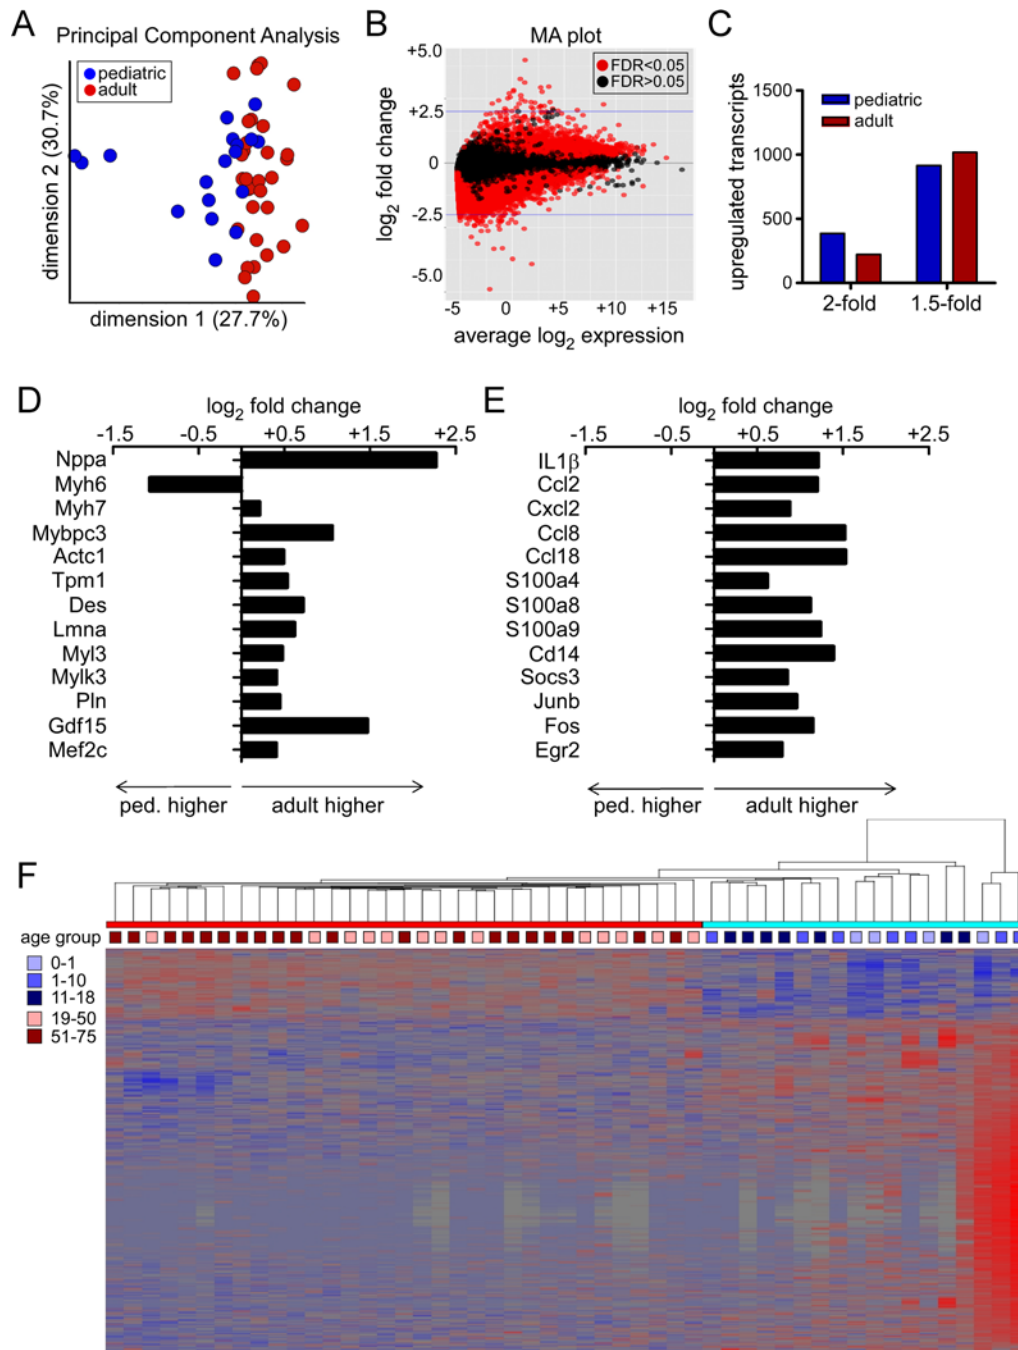 A
Principal Component Analysis
pediatric
adult
dimension 2 (30.7%)
dimension 1 (27.7%)
B
MA plot
FDR<0.05
FDR>0.05
log2 fold change
+5.0
+2.5
0
-2.5
-5.0
-5 0 +5 +10 +15
average log2 expression
C
pediatric
adult
upregulated transcripts
1500
1000
500
0
2-fold 1.5-fold
D
log2 fold change
-1.5 -0.5 +0.5 +1.5 +2.5
Nppa
Myh6
Myh7
Mybpc3
Actc1
Tpm1
Des
Lmna
Myl3
Mylk3
Pln
Gdf15
Mef2c
ped. higher adult higher
E
log2 fold change
-1.5 -0.5 +0.5 +1.5 +2.5
IL1β
Ccl2
Cxcl2
Ccl8
Ccl18
S100a4
S100a8
S100a9
Cd14
Socs3
Junb
Fos
Egr2
ped. higher adult higher
F
age group
0-1
1-10
11-18
19-50
51-75